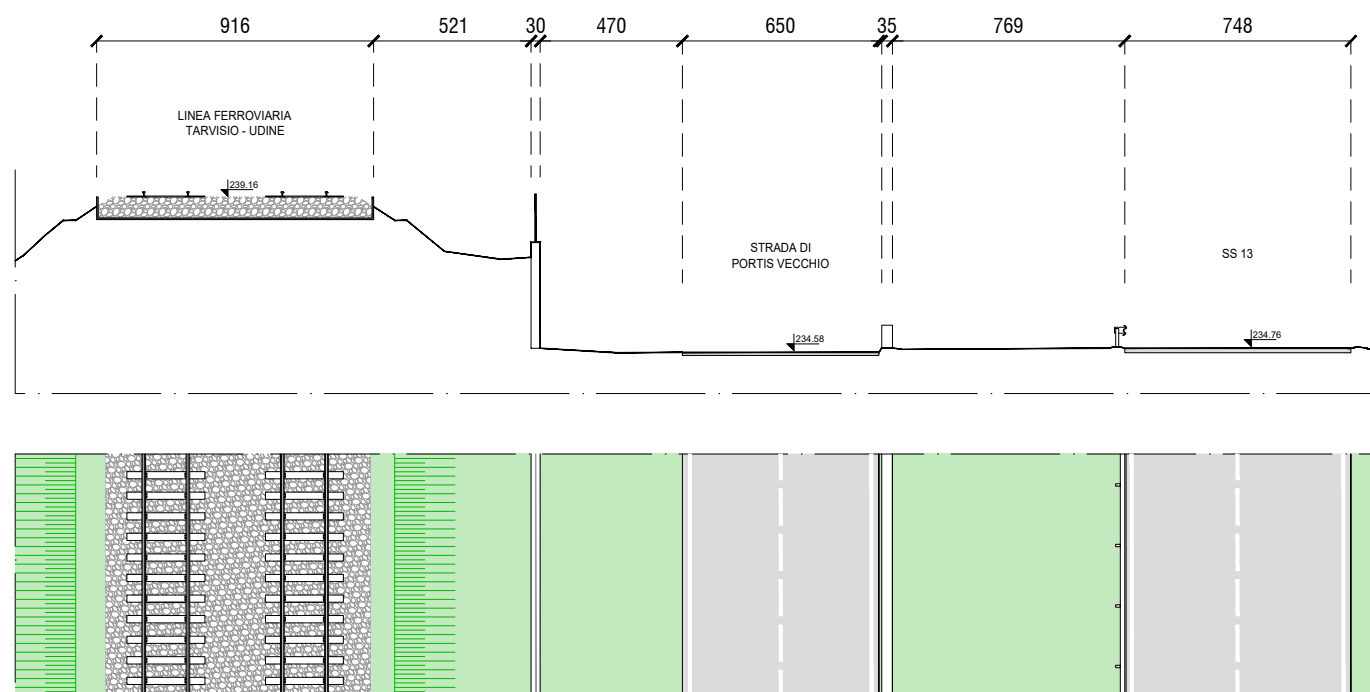 916 521 30 470 650 35 769 748
LINEA FERROVIARIA
TARVISIO - UDINE
239.16
STRADA DI
PORTIS VECCHIO
SS 13
234.58
234.76